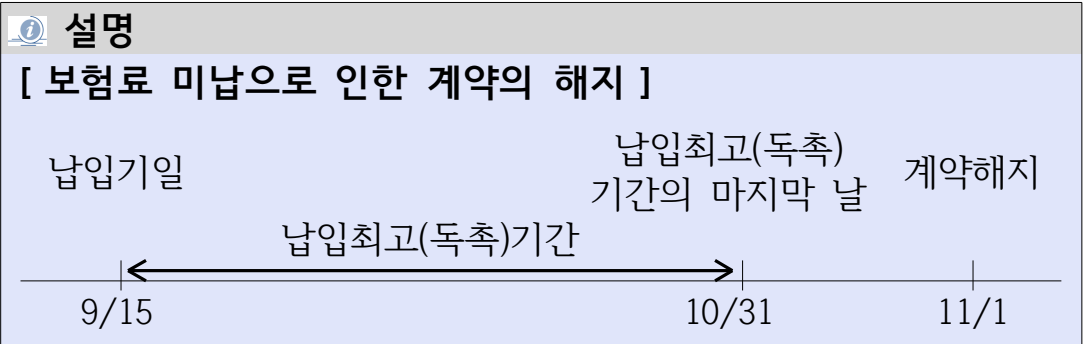 설명
[ 보험료 미납으로 인한 계약의 해지 ]
납입기일
납입최고(독촉)
기간의 마지막 날
계약해지
납입최고(독촉)기간
9/15
10/31
11/1